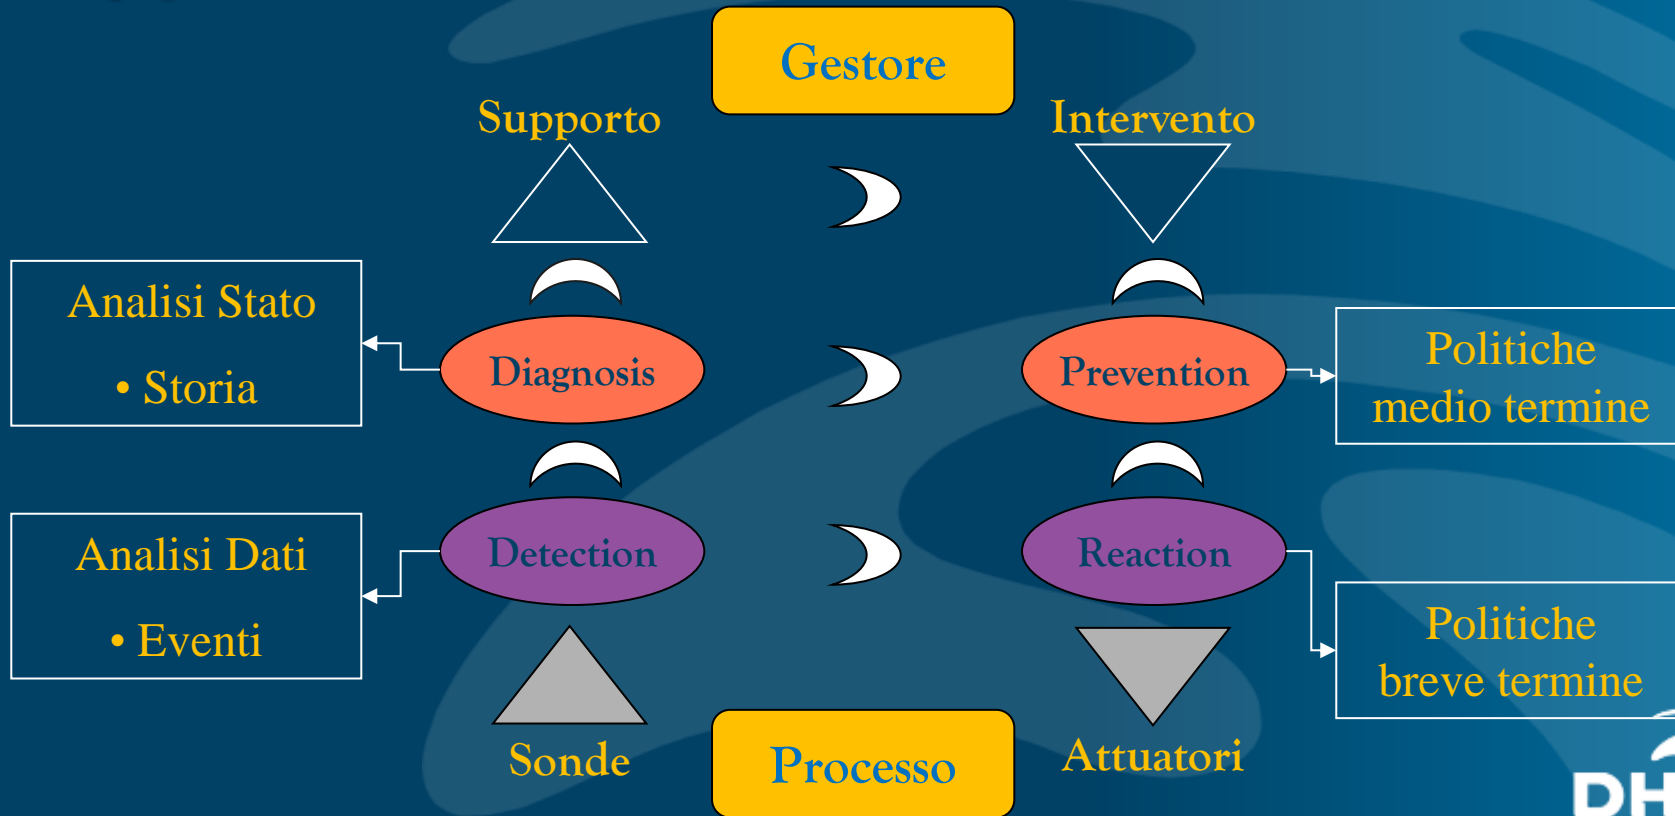 Gestore
Supporto
Intervento
Analisi Stato
• Storia
Diagnosis
Prevention
Politiche
medio termine
Analisi Dati
• Eventi
Detection
Reaction
Politiche
breve termine
Sonde
Processo
Attuatori
DH